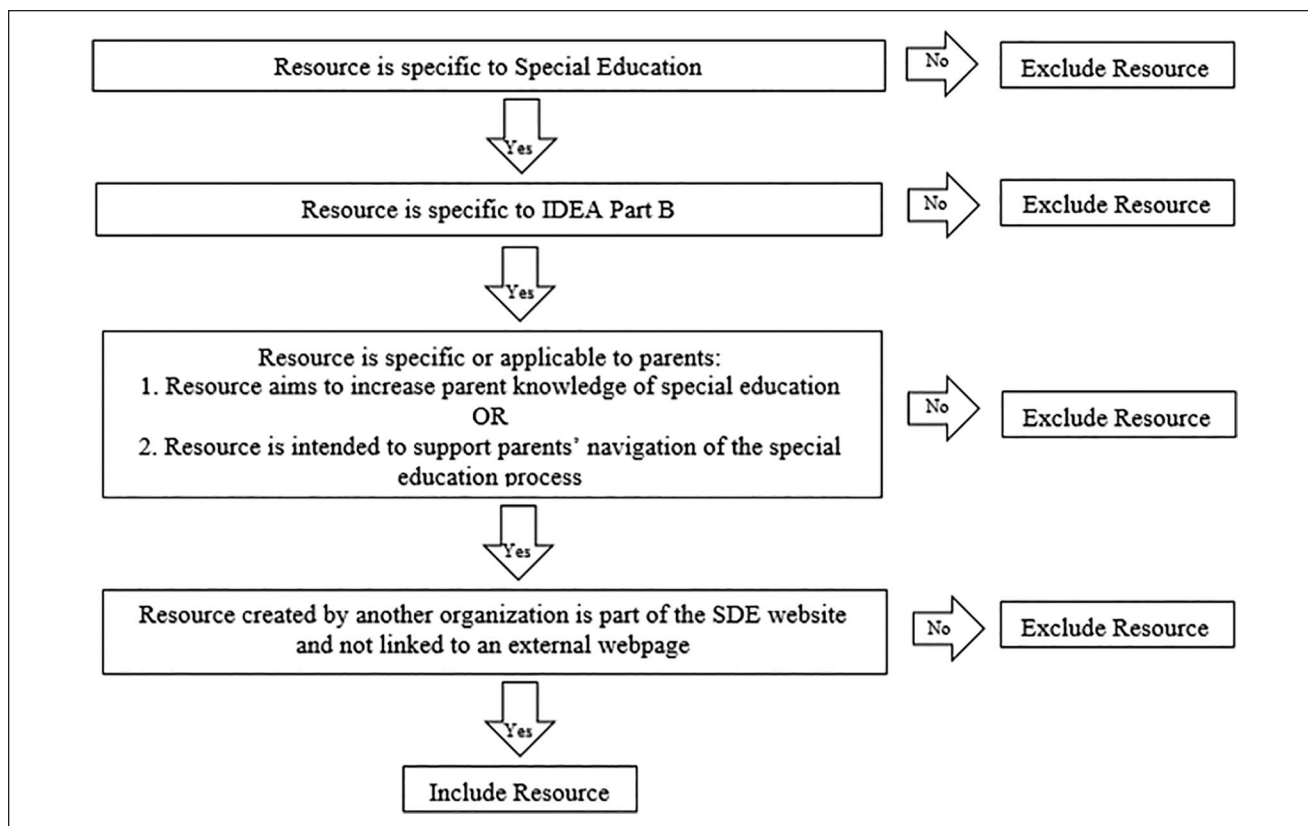 Resource is specific to Special Education
No
Exclude Resource
Yes
Resource is specific to IDEA Part B
No
Exclude Resource
Yes
Resource is specific or applicable to parents:
1. Resource aims to increase parent knowledge of special education
OR
2. Resource is intended to support parents’ navigation of the special
education process
No
Exclude Resource
Yes
Resource created by another organization is part of the SDE website
and not linked to an external webpage
No
Exclude Resource
Yes
Include Resource